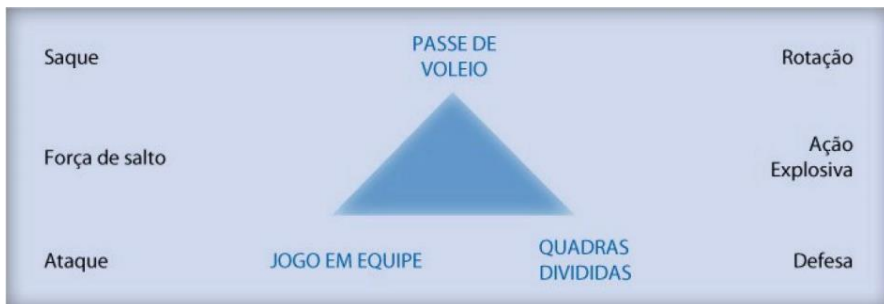 Saque
PASSE DE
VOLEIO
Rotação
Força de salto
Ação
Explosiva
Ataque
JOGO EM EQUIPE
QUADRAS
DIVIDIDAS
Defesa